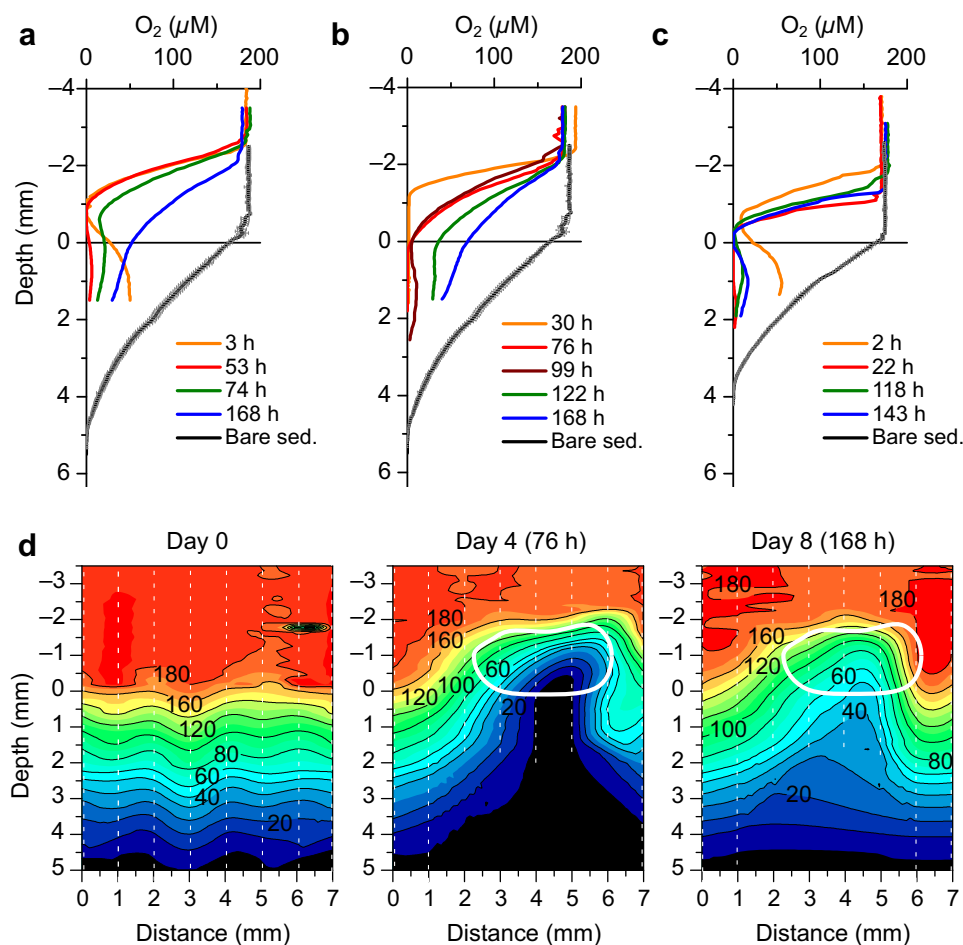 a b c
O₂ (µM) O₂ (µM) O₂ (µM)
0 100 200 0 100 200 0 100 200
–4 –4 –4
–2 –2 –2
0 0 0
2 2 2
4 4 4
6 6 6
Depth (mm)
3 h
53 h
74 h
168 h
Bare sed.
30 h
76 h
99 h
122 h
168 h
Bare sed.
2 h
22 h
118 h
143 h
Bare sed.
d
Day 0 Day 4 (76 h) Day 8 (168 h)
Depth (mm)
–3
–2
–1
0
1
2
3
4
5
180
160
120
80
60
40
20
0 1 2 3 4 5 6 7
Distance (mm)
–3
–2
–1
0
1
2
3
4
5
180
160
60
100
120
20
0 1 2 3 4 5 6 7
Distance (mm)
–3
–2
–1
0
1
2
3
4
5
180
180
160
120
60
40
100
80
20
0 1 2 3 4 5 6 7
Distance (mm)